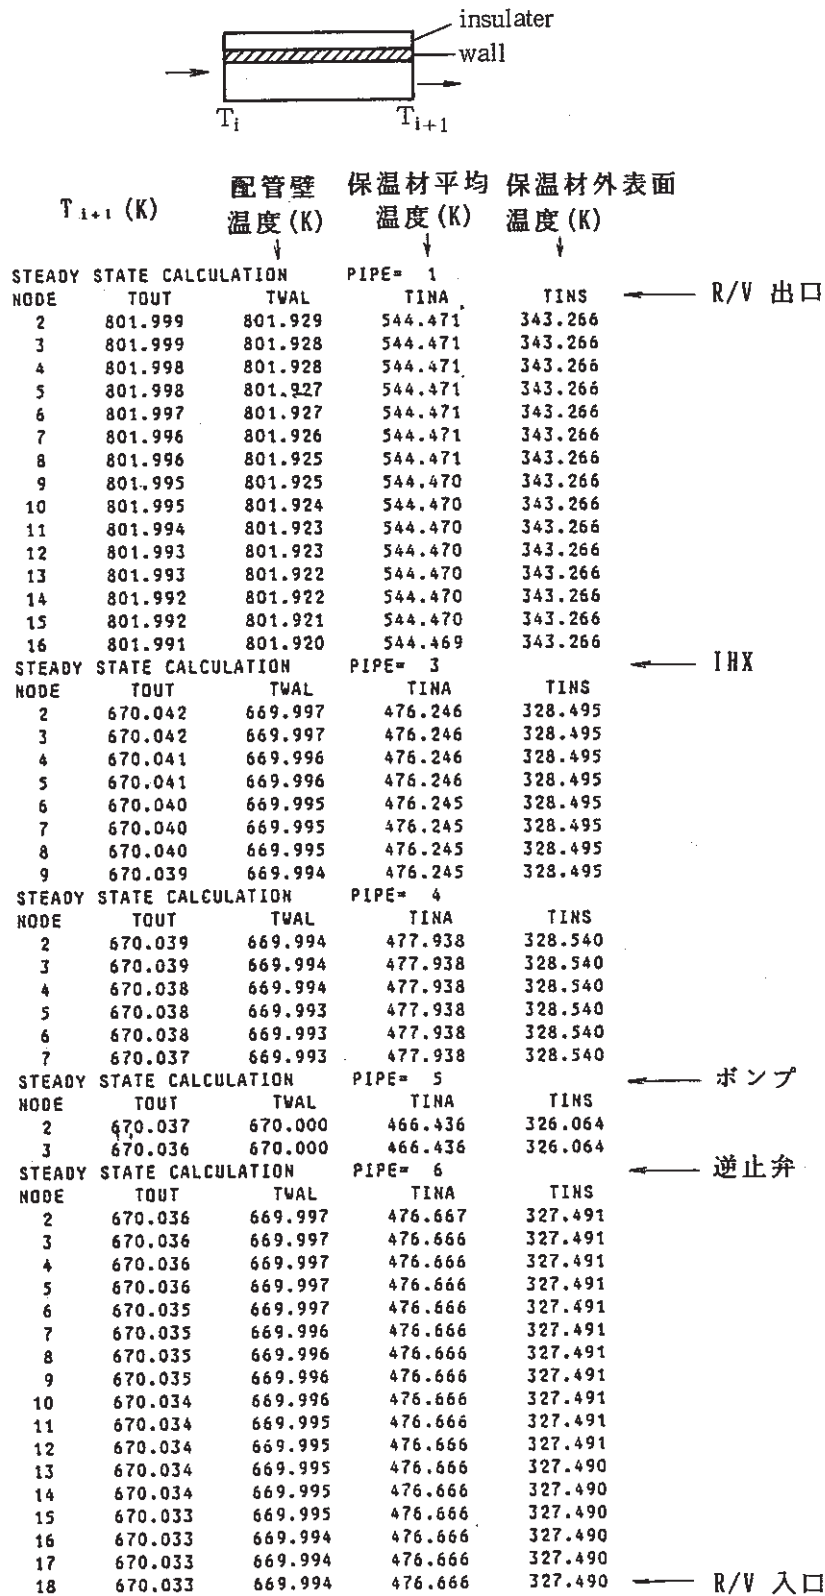 insulater
wall
Ti Ti+1
Ti+1 (K) 配管壁温度(K) 保温材平均温度(K) 保温材外表面温度(K)
STEADY STATE CALCULATION PIPE= 1
NODE TOUT TWAL TINA TINS R/V 出口
2 801.999 801.929 544.471 343.266
3 801.999 801.928 544.471 343.266
4 801.998 801.928 544.471 343.266
5 801.998 801.927 544.471 343.266
6 801.997 801.927 544.471 343.266
7 801.996 801.926 544.471 343.266
8 801.996 801.925 544.471 343.266
9 801.995 801.925 544.470 343.266
10 801.995 801.924 544.470 343.266
11 801.994 801.923 544.470 343.266
12 801.993 801.923 544.470 343.266
13 801.993 801.922 544.470 343.266
14 801.992 801.922 544.470 343.266
15 801.992 801.921 544.470 343.266
16 801.991 801.920 544.469 343.266
STEADY STATE CALCULATION PIPE= 3 IHX
NODE TOUT TWAL TINA TINS
2 670.042 669.997 476.246 328.495
3 670.042 669.997 476.246 328.495
4 670.041 669.996 476.246 328.495
5 670.041 669.996 476.246 328.495
6 670.040 669.995 476.245 328.495
7 670.040 669.995 476.245 328.495
8 670.040 669.995 476.245 328.495
9 670.039 669.994 476.245 328.495
STEADY STATE CALCULATION PIPE= 4
NODE TOUT TWAL TINA TINS
2 670.039 669.994 477.938 328.540
3 670.039 669.994 477.938 328.540
4 670.038 669.994 477.938 328.540
5 670.038 669.993 477.938 328.540
6 670.038 669.993 477.938 328.540
7 670.037 669.993 477.938 328.540
STEADY STATE CALCULATION PIPE= 5 ポンプ
NODE TOUT TWAL TINA TINS
2 670.037 670.000 466.436 326.064
3 670.036 670.000 466.436 326.064
STEADY STATE CALCULATION PIPE= 6 逆止弁
NODE TOUT TWAL TINA TINS
2 670.036 669.997 476.667 327.491
3 670.036 669.997 476.666 327.491
4 670.036 669.997 476.666 327.491
5 670.036 669.997 476.666 327.491
6 670.035 669.997 476.666 327.491
7 670.035 669.996 476.666 327.491
8 670.035 669.996 476.666 327.491
9 670.035 669.996 476.666 327.491
10 670.034 669.996 476.666 327.491
11 670.034 669.995 476.666 327.491
12 670.034 669.995 476.666 327.491
13 670.034 669.995 476.666 327.490
14 670.034 669.995 476.666 327.490
15 670.033 669.995 476.666 327.490
16 670.033 669.994 476.666 327.490
17 670.033 669.994 476.666 327.490
18 670.033 669.994 476.666 327.490 R/V 入口